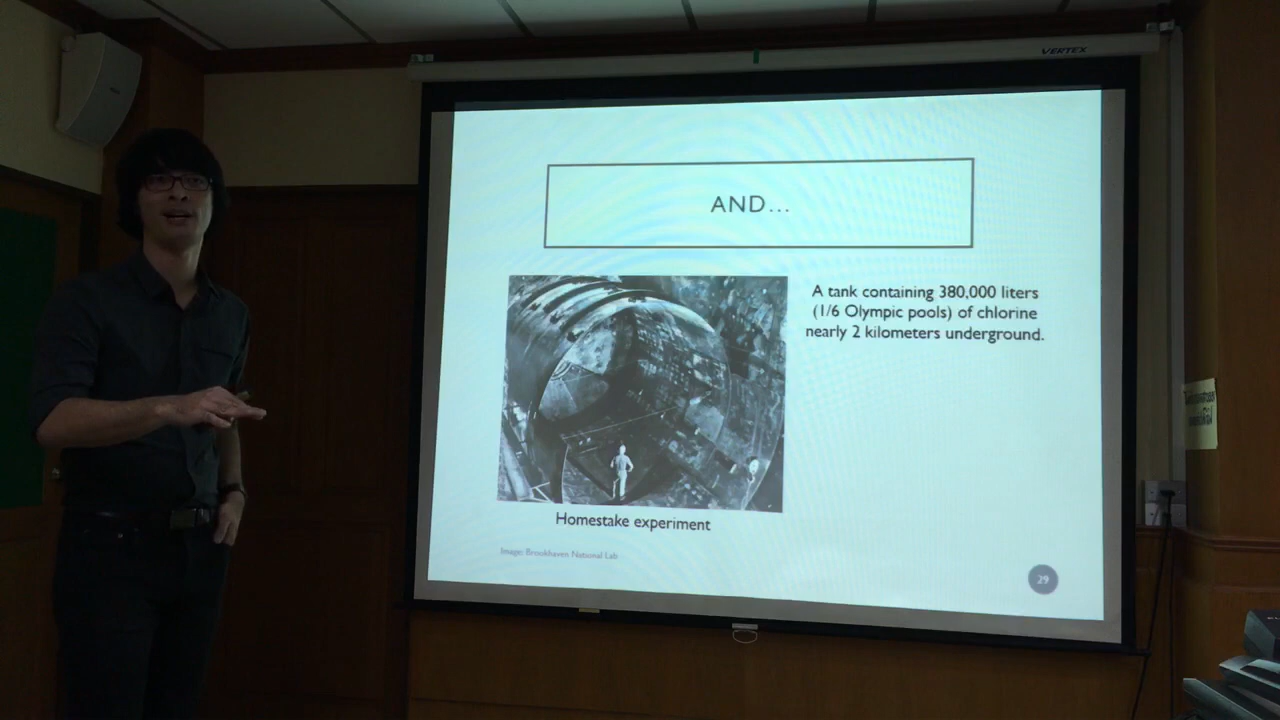 VERTEX
AND...
A tank containing 380,000 liters
(1/6 Olympic pools) of chlorine
nearly 2 kilometers underground.
Homestake experiment
Image: Brookhaven National Lab
29